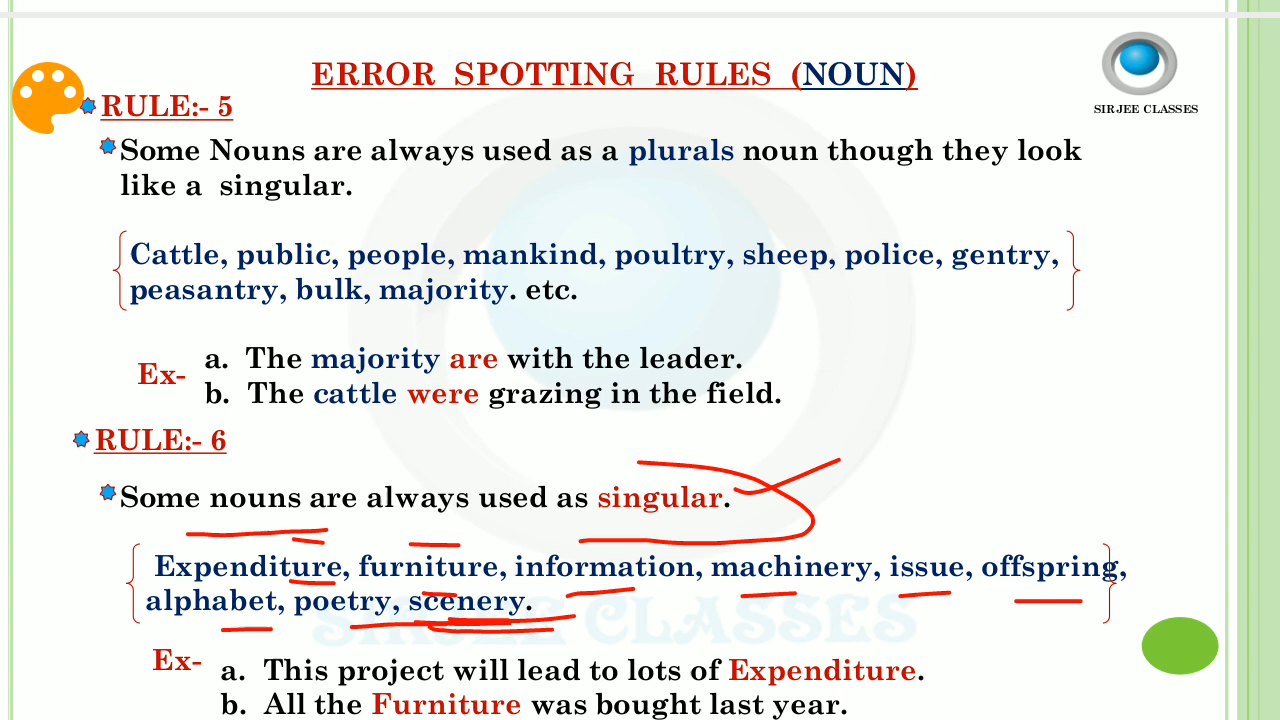 ERROR SPOTTING RULES (NOUN)
SIRJEE CLASSES
RULE:- 5
Some Nouns are always used as a plurals noun though they look
like a singular.
Cattle, public, people, mankind, poultry, sheep, police, gentry,
peasantry, bulk, majority. etc.
Ex-
a. The majority are with the leader.
b. The cattle were grazing in the field.
RULE:- 6
Some nouns are always used as singular.
Expenditure, furniture, information, machinery, issue, offspring,
alphabet, poetry, scenery.
SIRJEE CLASSES
Ex-
a. This project will lead to lots of Expenditure.
b. All the Furniture was bought last year.